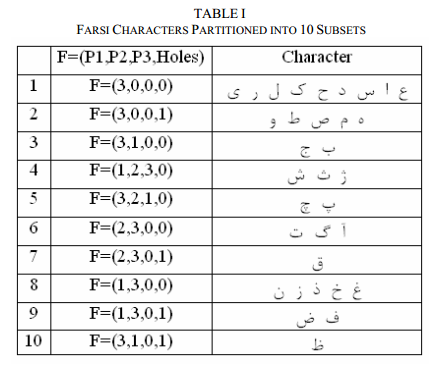 TABLE I
FARSI CHARACTERS PARTITIONED INTO 10 SUBSETS
F=(P1,P2,P3,Holes) Character
1 F=(3,0,0,0) ع ا س د ح ک ل ر ی
2 F=(3,0,0,1) ه م ص ط و
3 F=(3,1,0,0) ب ج
4 F=(1,2,3,0) ژ ث ش
5 F=(3,2,1,0) پ چ
6 F=(2,3,0,0) آ گ ت
7 F=(2,3,0,1) ق
8 F=(1,3,0,0) غ خ ذ ز ن
9 F=(1,3,0,1) ف ض
10 F=(3,1,0,1) ظ